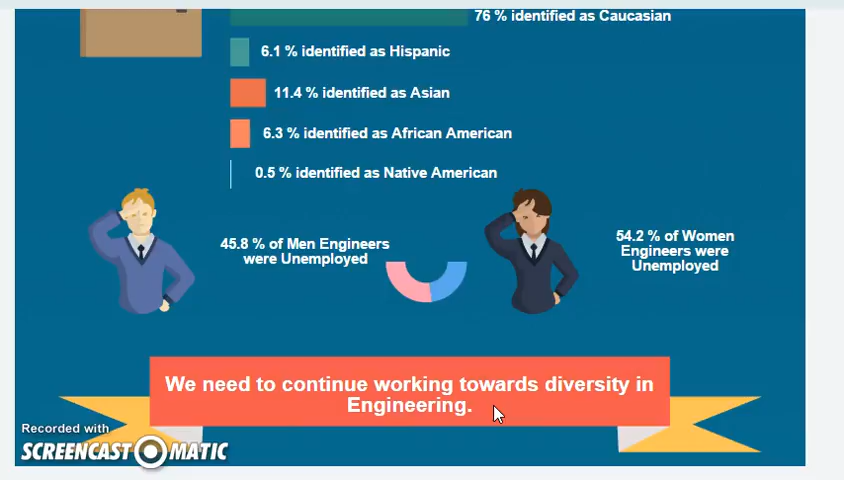 76 % identified as Caucasian
6.1 % identified as Hispanic
11.4 % identified as Asian
6.3 % identified as African American
0.5 % identified as Native American
45.8 % of Men Engineers
were Unemployed
54.2 % of Women
Engineers were
Unemployed
We need to continue working towards diversity in
Engineering.
Recorded with
SCREENCAST MATIC